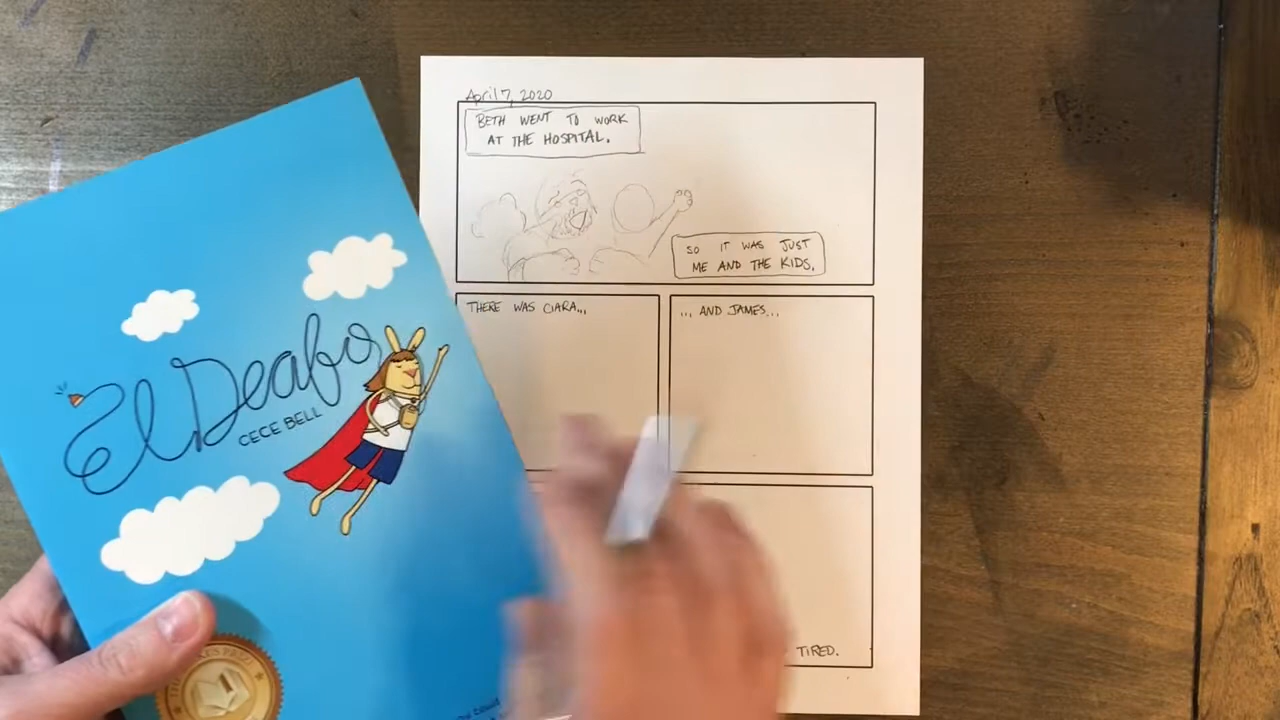 April 7, 2020
BETH WENT TO WORK
AT THE HOSPITAL.
SO IT WAS JUST
ME AND THE KIDS.
THERE WAS CIARA...
... AND JAMES...
TIRED.
El Deafo
CECE BELL